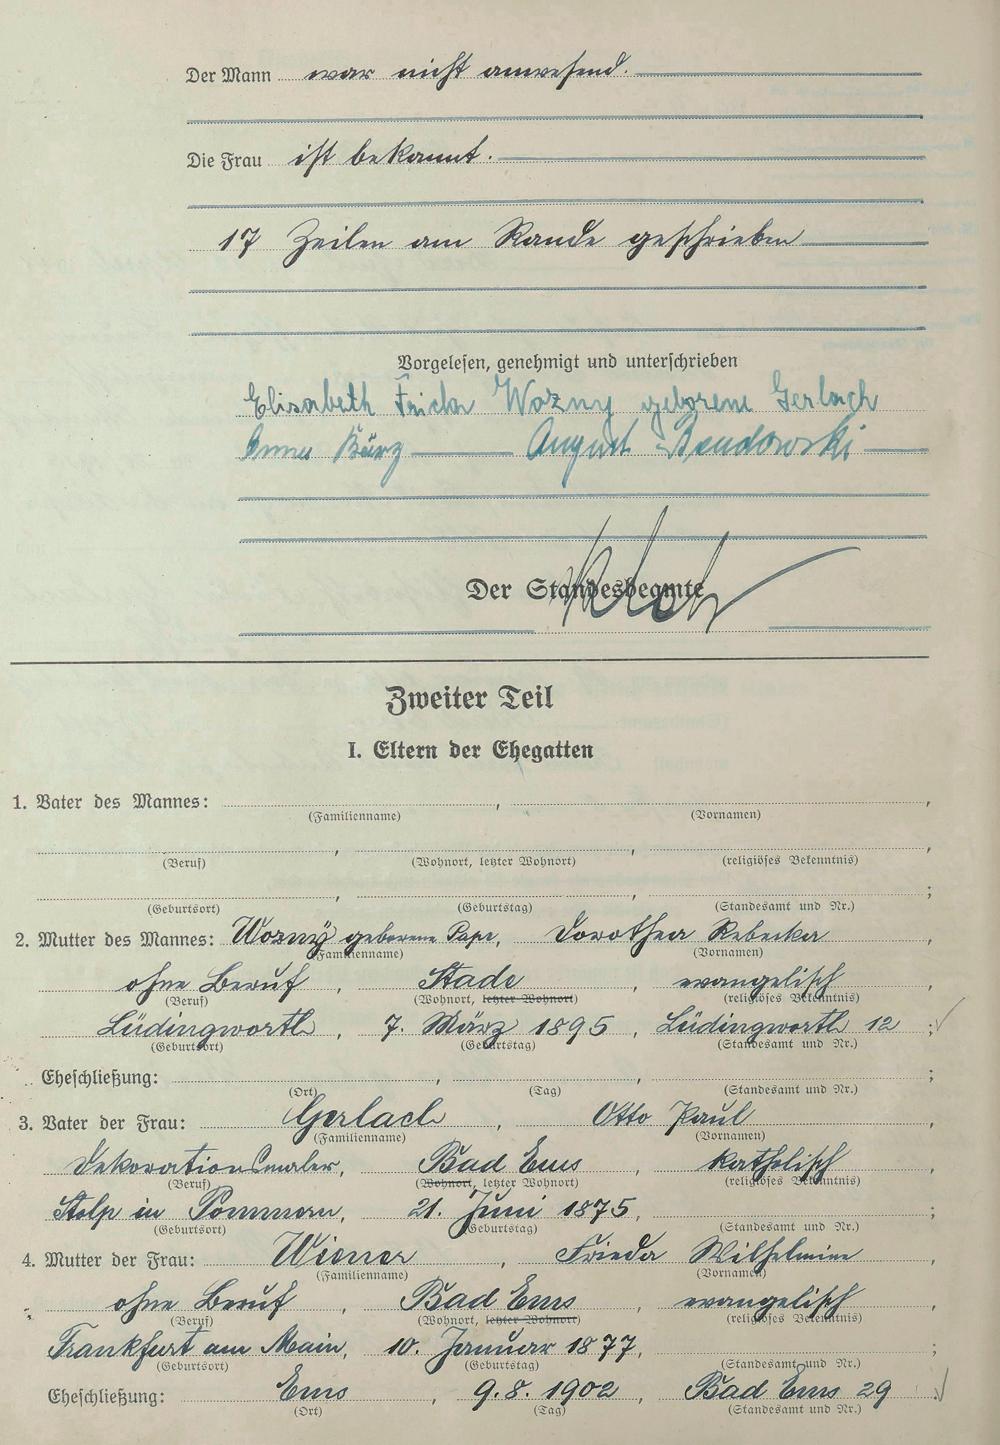 Der Mann war nicht anwesend.
Die Frau ist bekannt.
17 Zeilen am Rande geschrieben
Vorgelesen, genehmigt und unterschrieben
Elisabeth Frieda Wozny geborene Gerlach
August
Der Standesbeamte
Zweiter Teil
I. Eltern der Ehegatten
1. Vater des Mannes: , ,
(Familienname) (Vornamen)
, , ,
(Beruf) (Wohnort, letzter Wohnort) (religiöses Bekenntnis)
, , ;
(Geburtsort) (Geburtstag) (Standesamt und Nr.)
2. Mutter des Mannes: Wozny geborene Pape, Dorothea Rebecka ,
(Familienname) (Vornamen)
ohne Beruf , Stade , evangelisch ,
(Beruf) (Wohnort, letzter Wohnort) (religiöses Bekenntnis)
Lüdingworth , 7. März 1895 , Lüdingworth 12 ;
(Geburtsort) (Geburtstag) (Standesamt und Nr.)
Eheschließung: , , ;
(Ort) (Tag) (Standesamt und Nr.)
3. Vater der Frau: Gerlach , Otto Paul ,
(Familienname) (Vornamen)
Dekorationsmaler, Bad Ems , katholisch ,
(Beruf) (Wohnort, letzter Wohnort) (religiöses Bekenntnis)
Stolp in Pommern, 21. Juni 1875, ;
(Geburtsort) (Geburtstag) (Standesamt und Nr.)
4. Mutter der Frau: Wiener , Frieda Wilhelmine ,
(Familienname) (Vornamen)
ohne Beruf , Bad Ems , evangelisch ,
(Beruf) (Wohnort, letzter Wohnort) (religiöses Bekenntnis)
Frankfurt am Main, 10. Januar 1877, ;
(Geburtsort) (Geburtstag) (Standesamt und Nr.)
Eheschließung: Ems , 9.8.1902 , Bad Ems 29 ;
(Ort) (Tag) (Standesamt und Nr.)